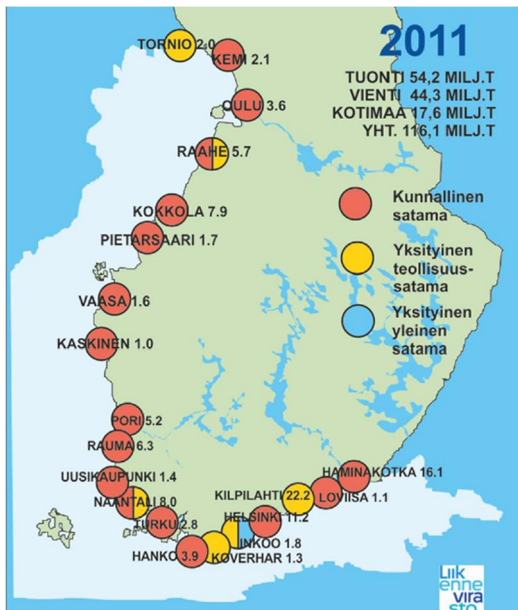 2011
TUONTI 54,2 MILJ.T
VIENTI 44,3 MILJ.T
KOTIMAA 17,6 MILJ.T
YHT. 116,1 MILJ.T
TORNIO 2.0
KEMI 2.1
OULU 3.6
RAAHE 5.7
KOKKOLA 7.9
PIETARSAARI 1.7
VAASA 1.6
KASKINEN 1.0
PORI 5.2
RAUMA 6.3
UUSIKAUPUNKI 1.4
NAANTALI 8.0
TURKU 2.8
HANKO 3.9
KOVERHAR 1.3
INKOO 1.8
HELSINKI 11.2
KILPILAHTI 22.2
LOVIISA 1.1
HAMINAKOTKA 16.1
Kunnallinen
satama
Yksityinen
teollisuus-
satama
Yksityinen
yleinen
satama
Liik
enne
vira
sto